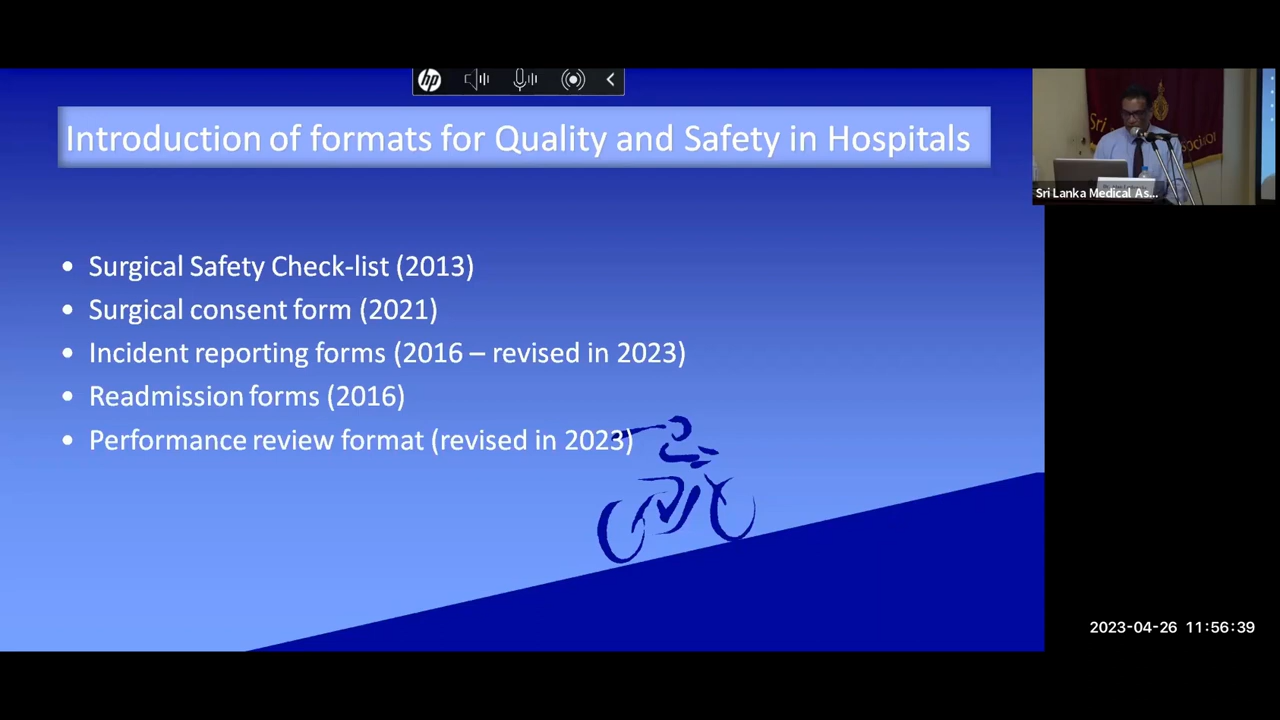 hp
Introduction of formats for Quality and Safety in Hospitals
Sri
Sri Lanka Medical As...
• Surgical Safety Check-list (2013)
• Surgical consent form (2021)
• Incident reporting forms (2016 – revised in 2023)
• Readmission forms (2016)
• Performance review format (revised in 2023)
2023-04-26 11:56:39